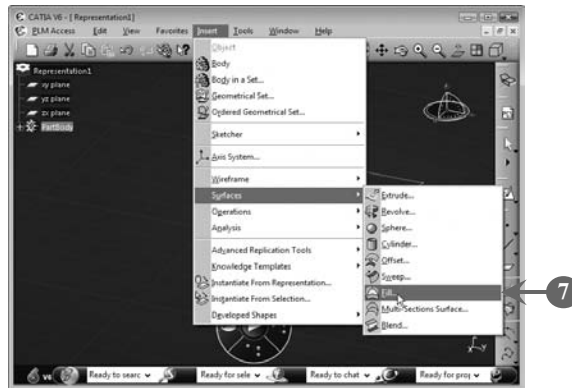 CATIA V6 - [ Representation1]
PLM Access Edit View Favorites Insert Tools Window Help
Representation1
xy plane
yz plane
zx plane
PartBody
Object
Body
Body in a Set...
Geometrical Set...
Ordered Geometrical Set...
Sketcher
Axis System...
Wireframe
Surfaces
Operations
Analysis
Advanced Replication Tools
Knowledge Templates
Instantiate From Representation...
Instantiate From Selection...
Developed Shapes
Extrude...
Revolve...
Sphere...
Cylinder...
Offset...
Sweep...
Fill...
Multi-Sections Surface...
Blend...
7
V6 Ready to searc Ready for sele Ready to chat Ready for prop